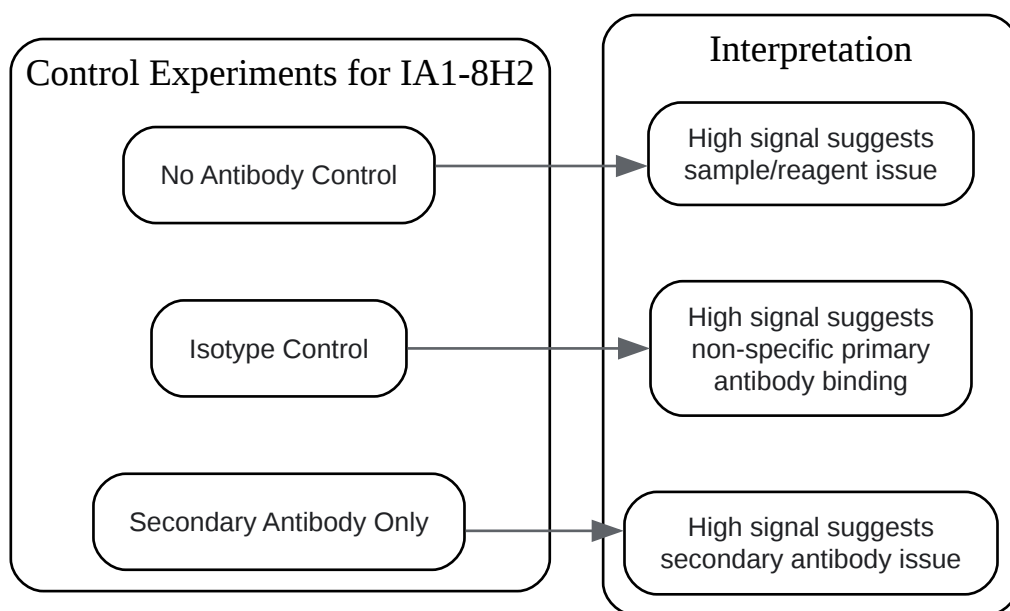 Control Experiments for IA1-8H2
No Antibody Control
Isotype Control
Secondary Antibody Only
Interpretation
High signal suggests
sample/reagent issue
High signal suggests
non-specific primary
antibody binding
High signal suggests
secondary antibody issue